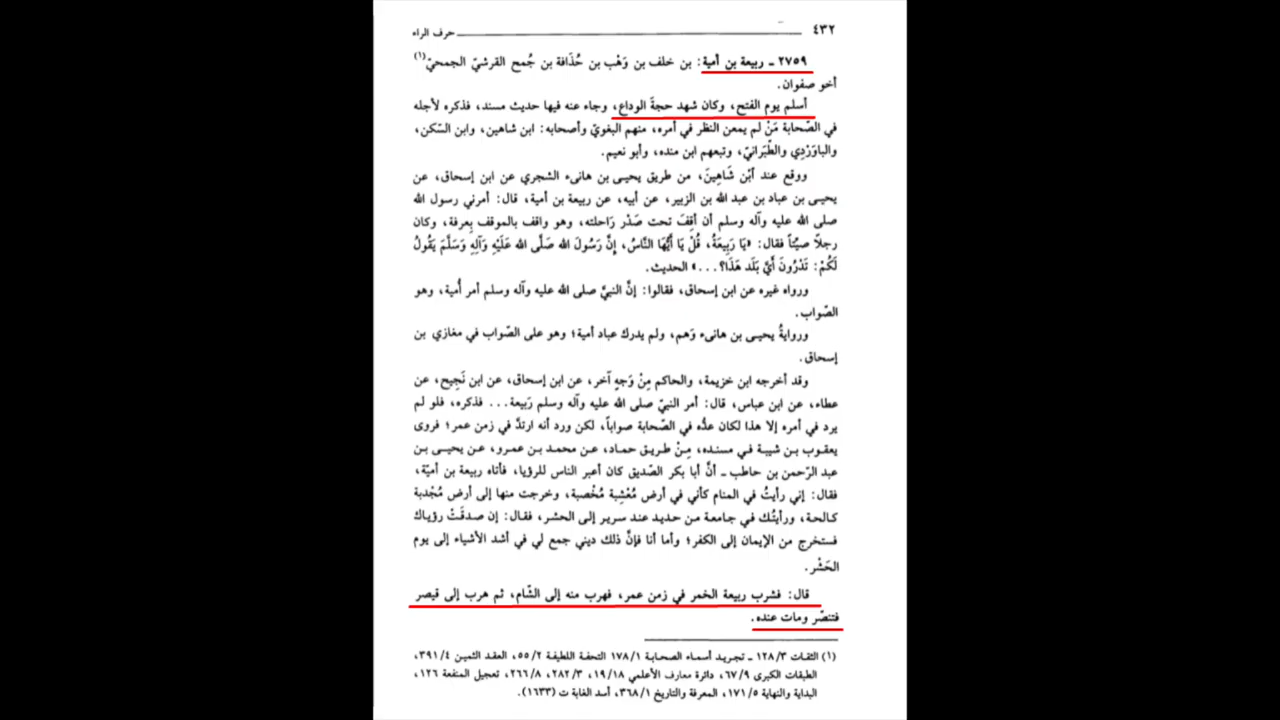 ٤٣٢
حرف الراء
٢٧٥٩ ـ ربيعة بن أمية: بن خلف بن وَهْب بن حُذَافة بن جُمح القرشيّ الجمحيّ(١)
أخو صفوان.
أسلم يوم الفتح، وكان شهد حجةَ الوداع، وجاء عنه فيها حديث مسند، فذكره لأجله
في الصّحابة مَنْ لم يمعن النظر في أمره، منهم البغويّ وأصحابه: ابن شاهين، وابن السّكن،
والباوَرْدِي والطّبَرانيّ، وتبعهم ابن منده، وأبو نعيم.
ووقع عند ابْن شَاهِينَ، من طريق يحيى بن هانىء الشجري عن ابن إسحاق، عن
يحيى بن عباد بن عبد الله بن الزبير، عن أبيه، عن ربيعة بن أمية، قال: أمرني رسول الله
صلى الله عليه وآله وسلم أن أقِفَ تحت صَدْر رَاحلته، وهو واقف بالموقف بِعرفة، وكان
رجلًا صيّتاً فقال: «يَا رَبِيعَةُ، قُلْ يَا أَيُّهَا النَّاسُ، إِنَّ رَسُولَ الله صَلَّى الله عَلَيْهِ وَآلِهِ وَسَلَّمَ يَقُولُ
لَكُمْ: تَدْرُونَ أَيَّ بَلَد هَذَا؟...» الحديث.
ورواه غيره عن ابن إسحاق، فقالوا: إنَّ النبيَّ صلى الله عليه وآله وسلم أمر أُمية، وهو
الصّواب.
وروايةُ يحيى بن هانىء وَهم، ولم يدرك عباد أمية؛ وهو على الصّواب في مغازي بن
إسحاق.
وقد أخرجه ابن خزيمة، والحاكم مِنْ وَجهٍ آخر، عن ابن إسحاق، عن ابن نَجِيح، عن
عطاء، عن ابن عباس، قال: أمر النبيّ صلى الله عليه وآله وسلم رَبيعة... فذكره، فلو لم
يرد في أمره إلا هذا لكان عدُّه في الصّحابة صواباً، لكن ورد أنه ارتدَّ في زمن عمر؛ فروى
يعقوب بن شيبة في مسنده، مِنْ طريق حماد، عن محمد بن عمرو، عن يحيى بن
عبد الرّحمن بن حاطب ـ أنَّ أبا بكر الصّديق كان أعبر الناس للرؤيا، فأتاه ربيعة بن أميّة،
فقال: إني رأيتُ في المنام كأني في أرض مُعْشِبة مُخْصبة، وخرجت منها إلى أرض مُجْدبة
كالحة، ورأيتُك في جامعة من حديد عند سرير إلى الحشر، فقال: إن صدقَتْ رؤياك
فستخرج من الإيمان إلى الكفر؛ وأما أنا فإنَّ ذلك ديني جمع لي في أشد الأشياء إلى يوم
الحَشْر.
قال: فشرب ربيعة الخمر في زمن عمر، فهرب منه إلى الشّام، ثم هرب إلى قيصر
فتنصّر ومات عنده.
(١) الثقات ١٢٨/٣ ـ تجريد أسماء الصحابة ١٧٨/١ التحفة اللطيفة ٥٥/٢، العقد الثمين ٣٩١/٤،
الطبقات الكبرى ٦٧/٩، دائرة معارف الأعلمي ١٩/١٨، ٢٨٢/٣، ٢٦٦/٨، تعجيل المنفعة ١٢٦،
البداية والنهاية ١٧١/٥، المعرفة والتاريخ ٣٦٨/١، أسد الغابة ت (١٦٣٣).